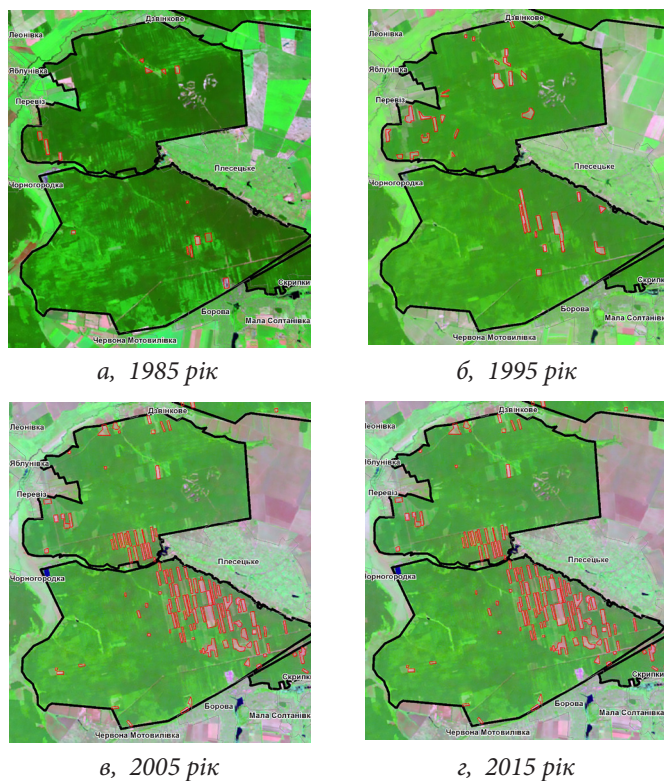 Дзвінкове
Леонівка
Яблунівка
Перевіз
Плесецьке
Чорногородка
Скрипки
Борова
Мала Солтанівка
Червона Мотовилівка
а, 1985 рік
Дзвінкове
Леонівка
Яблунівка
Перевіз
Плесецьке
Чорногородка
Скрипки
Борова
Мала Солтанівка
Червона Мотовилівка
б, 1995 рік
Дзвінкове
Леонівка
Яблунівка
Перевіз
Плесецьке
Чорногородка
Скрипки
Борова
Мала Солтанівка
Червона Мотовилівка
в, 2005 рік
Дзвінкове
Леонівка
Яблунівка
Перевіз
Плесецьке
Чорногородка
Скрипки
Борова
Мала Солтанівка
Червона Мотовилівка
г, 2015 рік